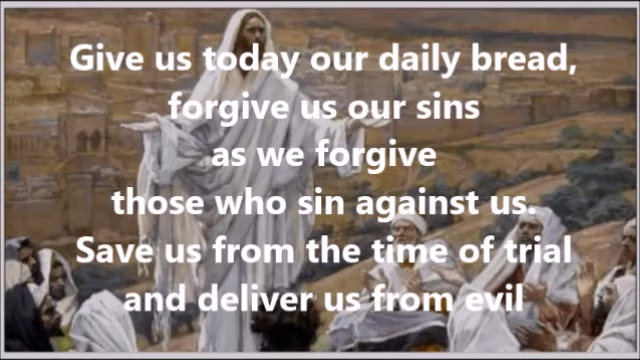 Give us today our daily bread,
forgive us our sins
as we forgive
those who sin against us.
Save us from the time of trial
and deliver us from evil